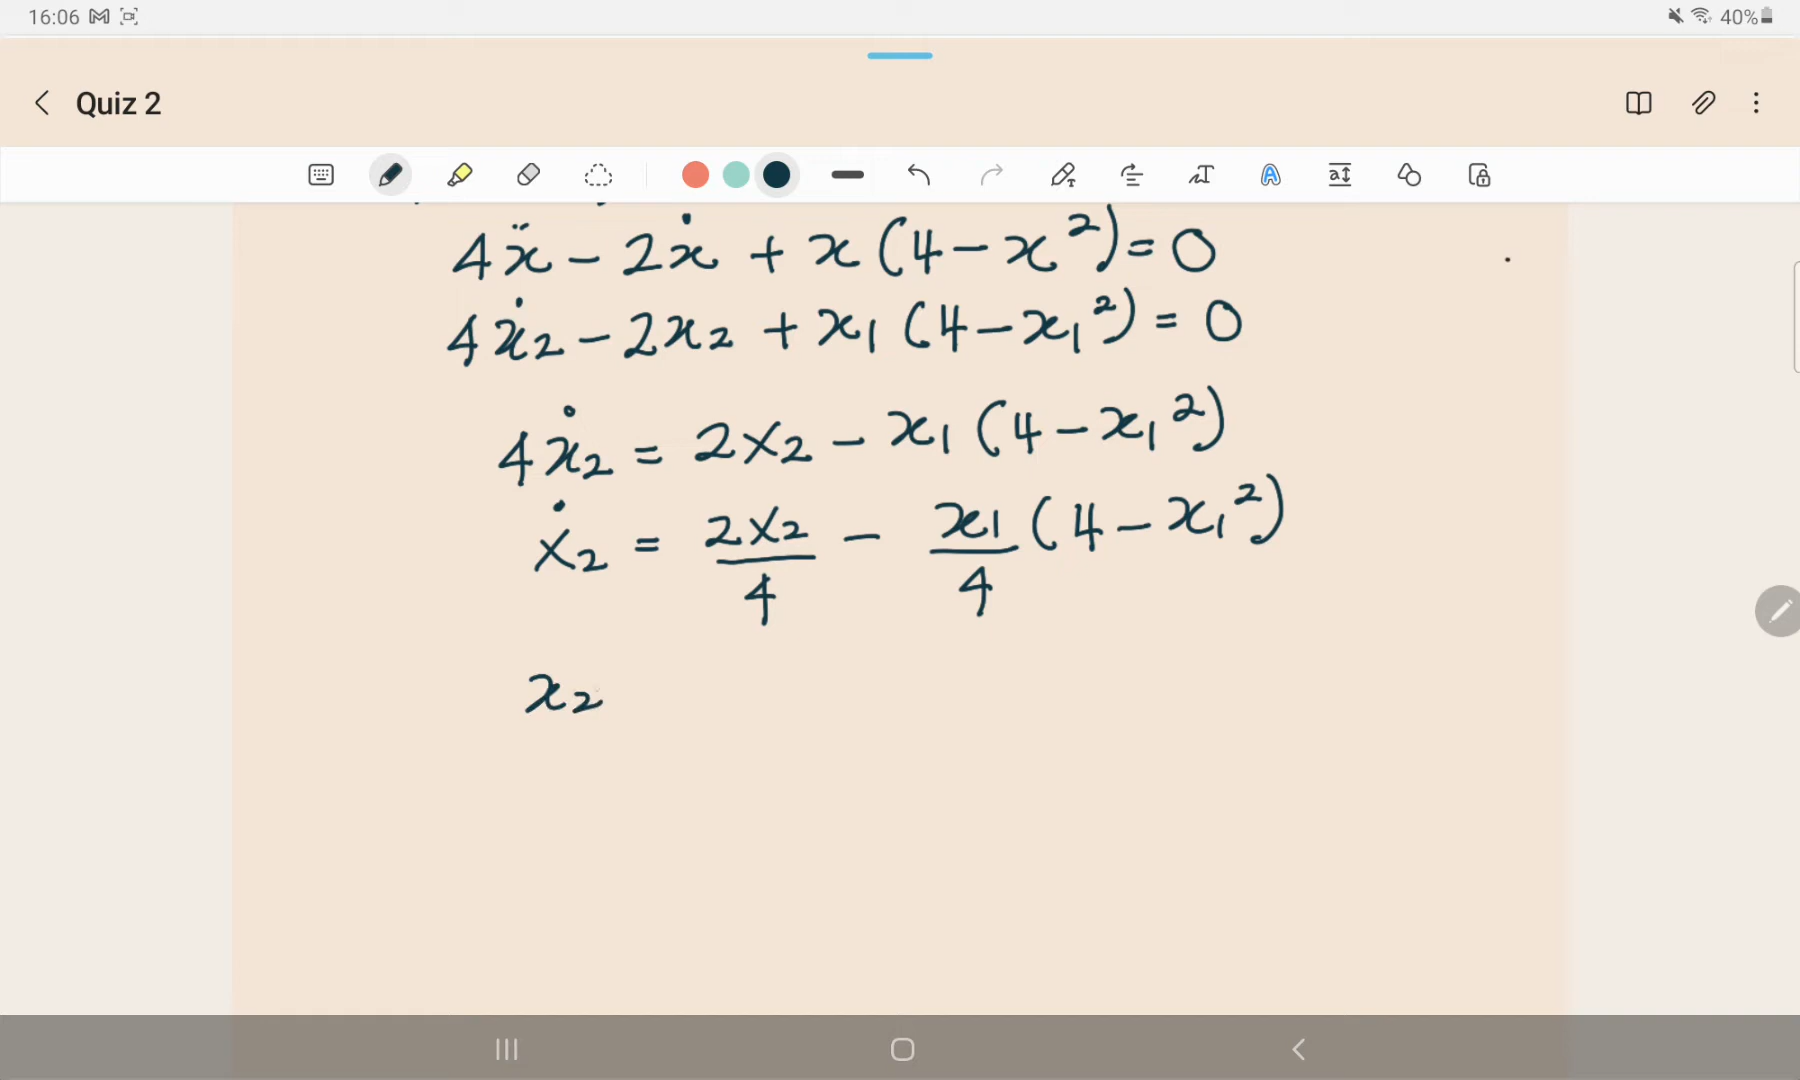 16:06 40%
Quiz 2
4ẍ - 2ẋ + x(4-x²)=0
4ẋ₂ - 2x₂ + x₁(4-x₁²) = 0
4ẋ₂ = 2x₂ - x₁(4-x₁²)
ẋ₂ = 2x₂/4 - x₁/4 (4-x₁²)
x₂